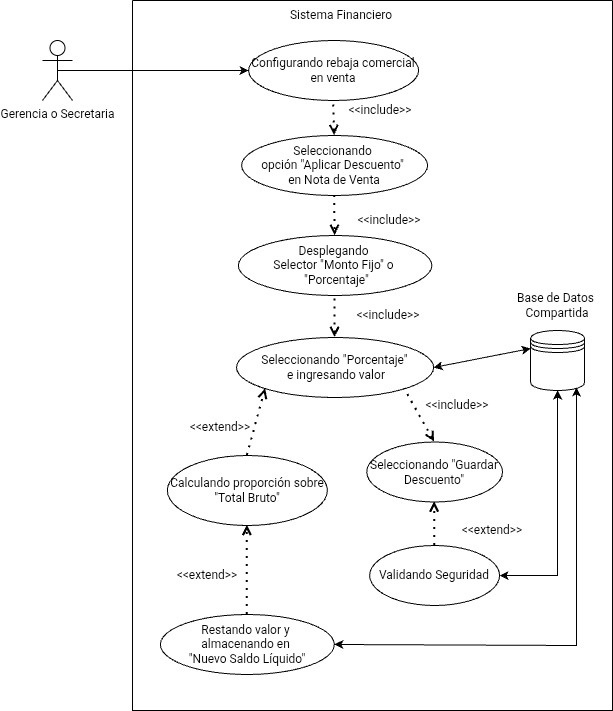 Sistema Financiero
Configurando rebaja comercial
en venta
Gerencia o Secretaria
<<include>>
Seleccionando
opción "Aplicar Descuento"
en Nota de Venta
<<include>>
Desplegando
Selector "Monto Fijo" o
"Porcentaje"
Base de Datos
Compartida
<<include>>
Seleccionando "Porcentaje"
e ingresando valor
<<include>>
<<extend>>
Seleccionando "Guardar
Descuento"
Calculando proporción sobre
"Total Bruto"
<<extend>>
<<extend>>
Validando Seguridad
Restando valor y
almacenando en
"Nuevo Saldo Líquido"